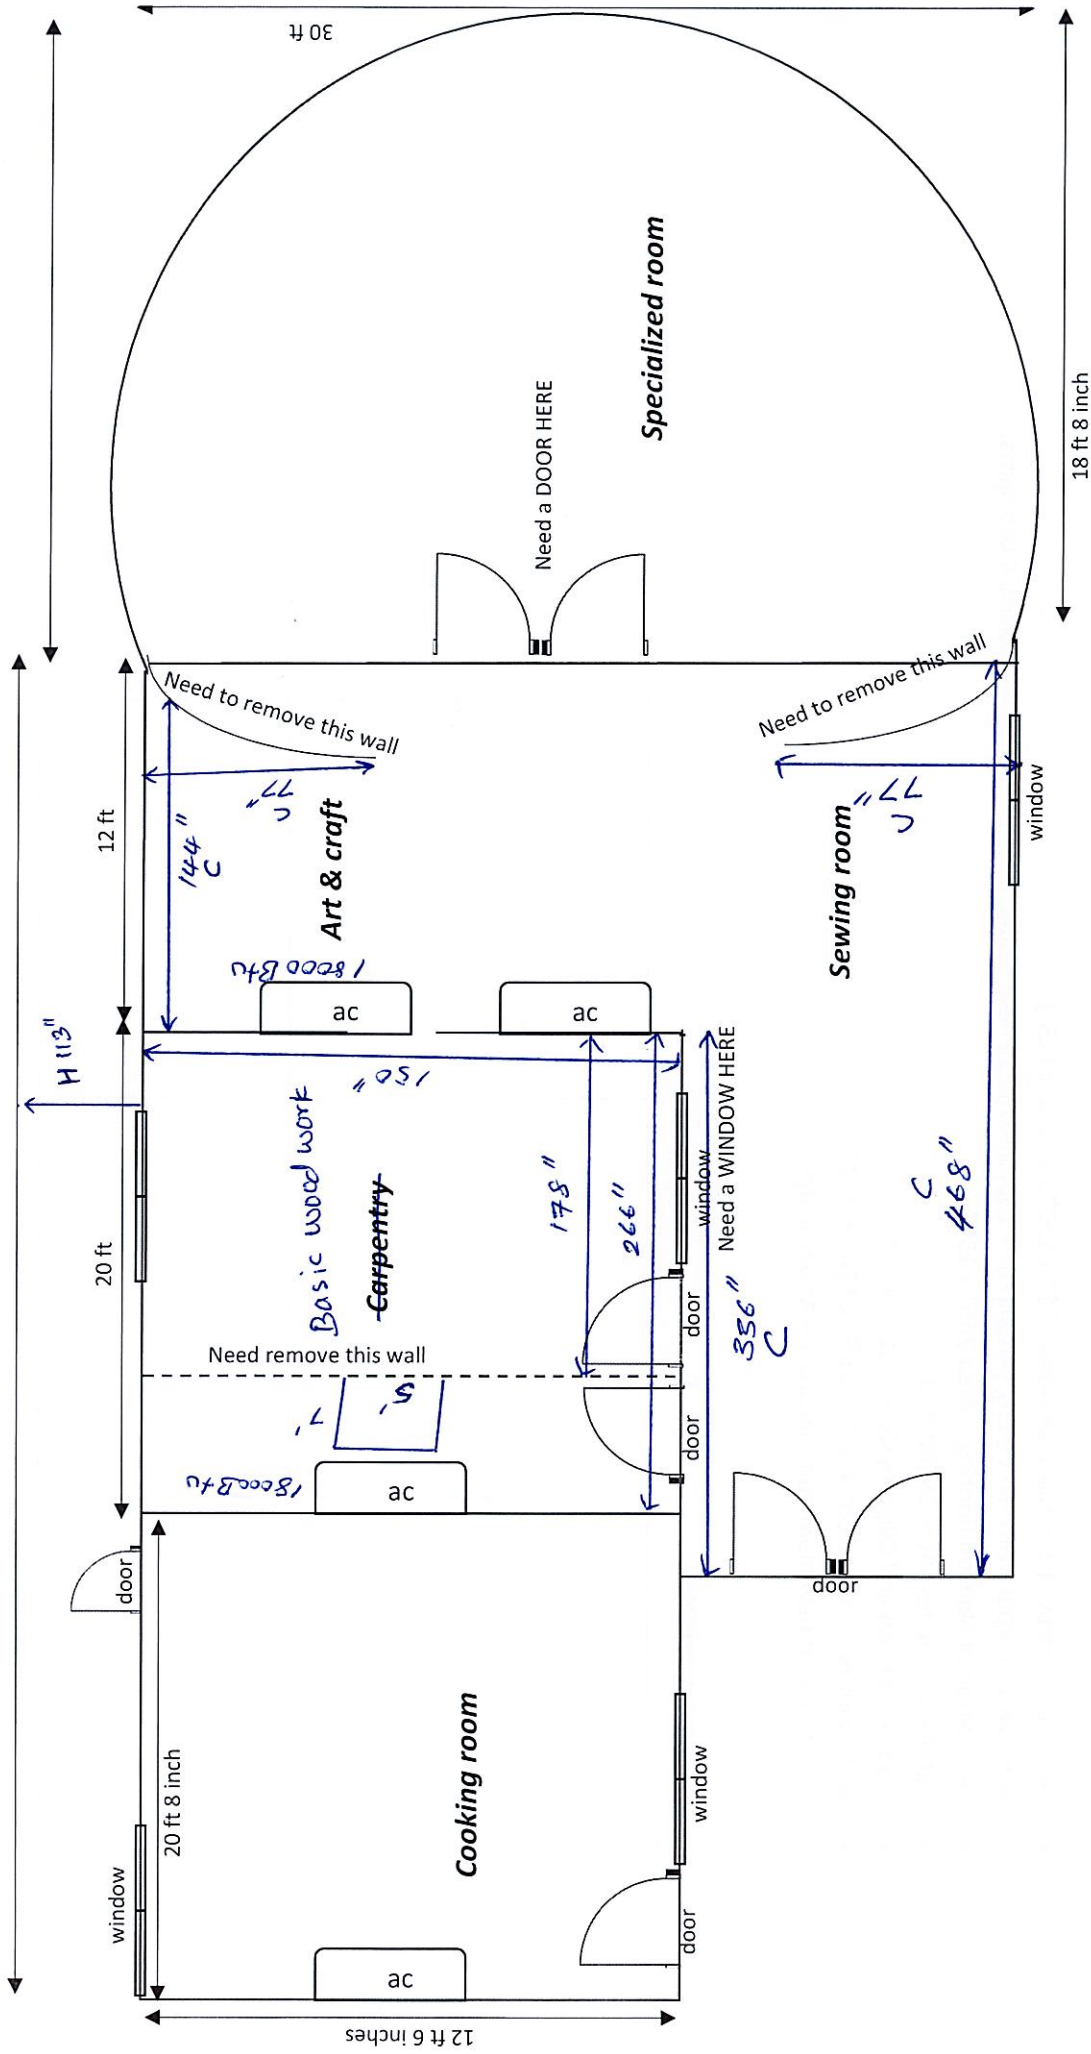 30 ft
18 ft 8 inch
Specialized room
Need a DOOR HERE
Need to remove this wall
Need to remove this wall
77"
C
77"
C
12 ft
144"
C
Art & craft
Sewing room
window
18000 Btu
ac
ac
H 113"
150"
Basic wood work
Carpentry
178"
266"
window
Need a WINDOW HERE
20 ft
door
336"
C
C
468"
Need remove this wall
5'
7'
door
18000Btu
ac
door
door
20 ft 8 inch
Cooking room
window
window
ac
door
12 ft 6 inches